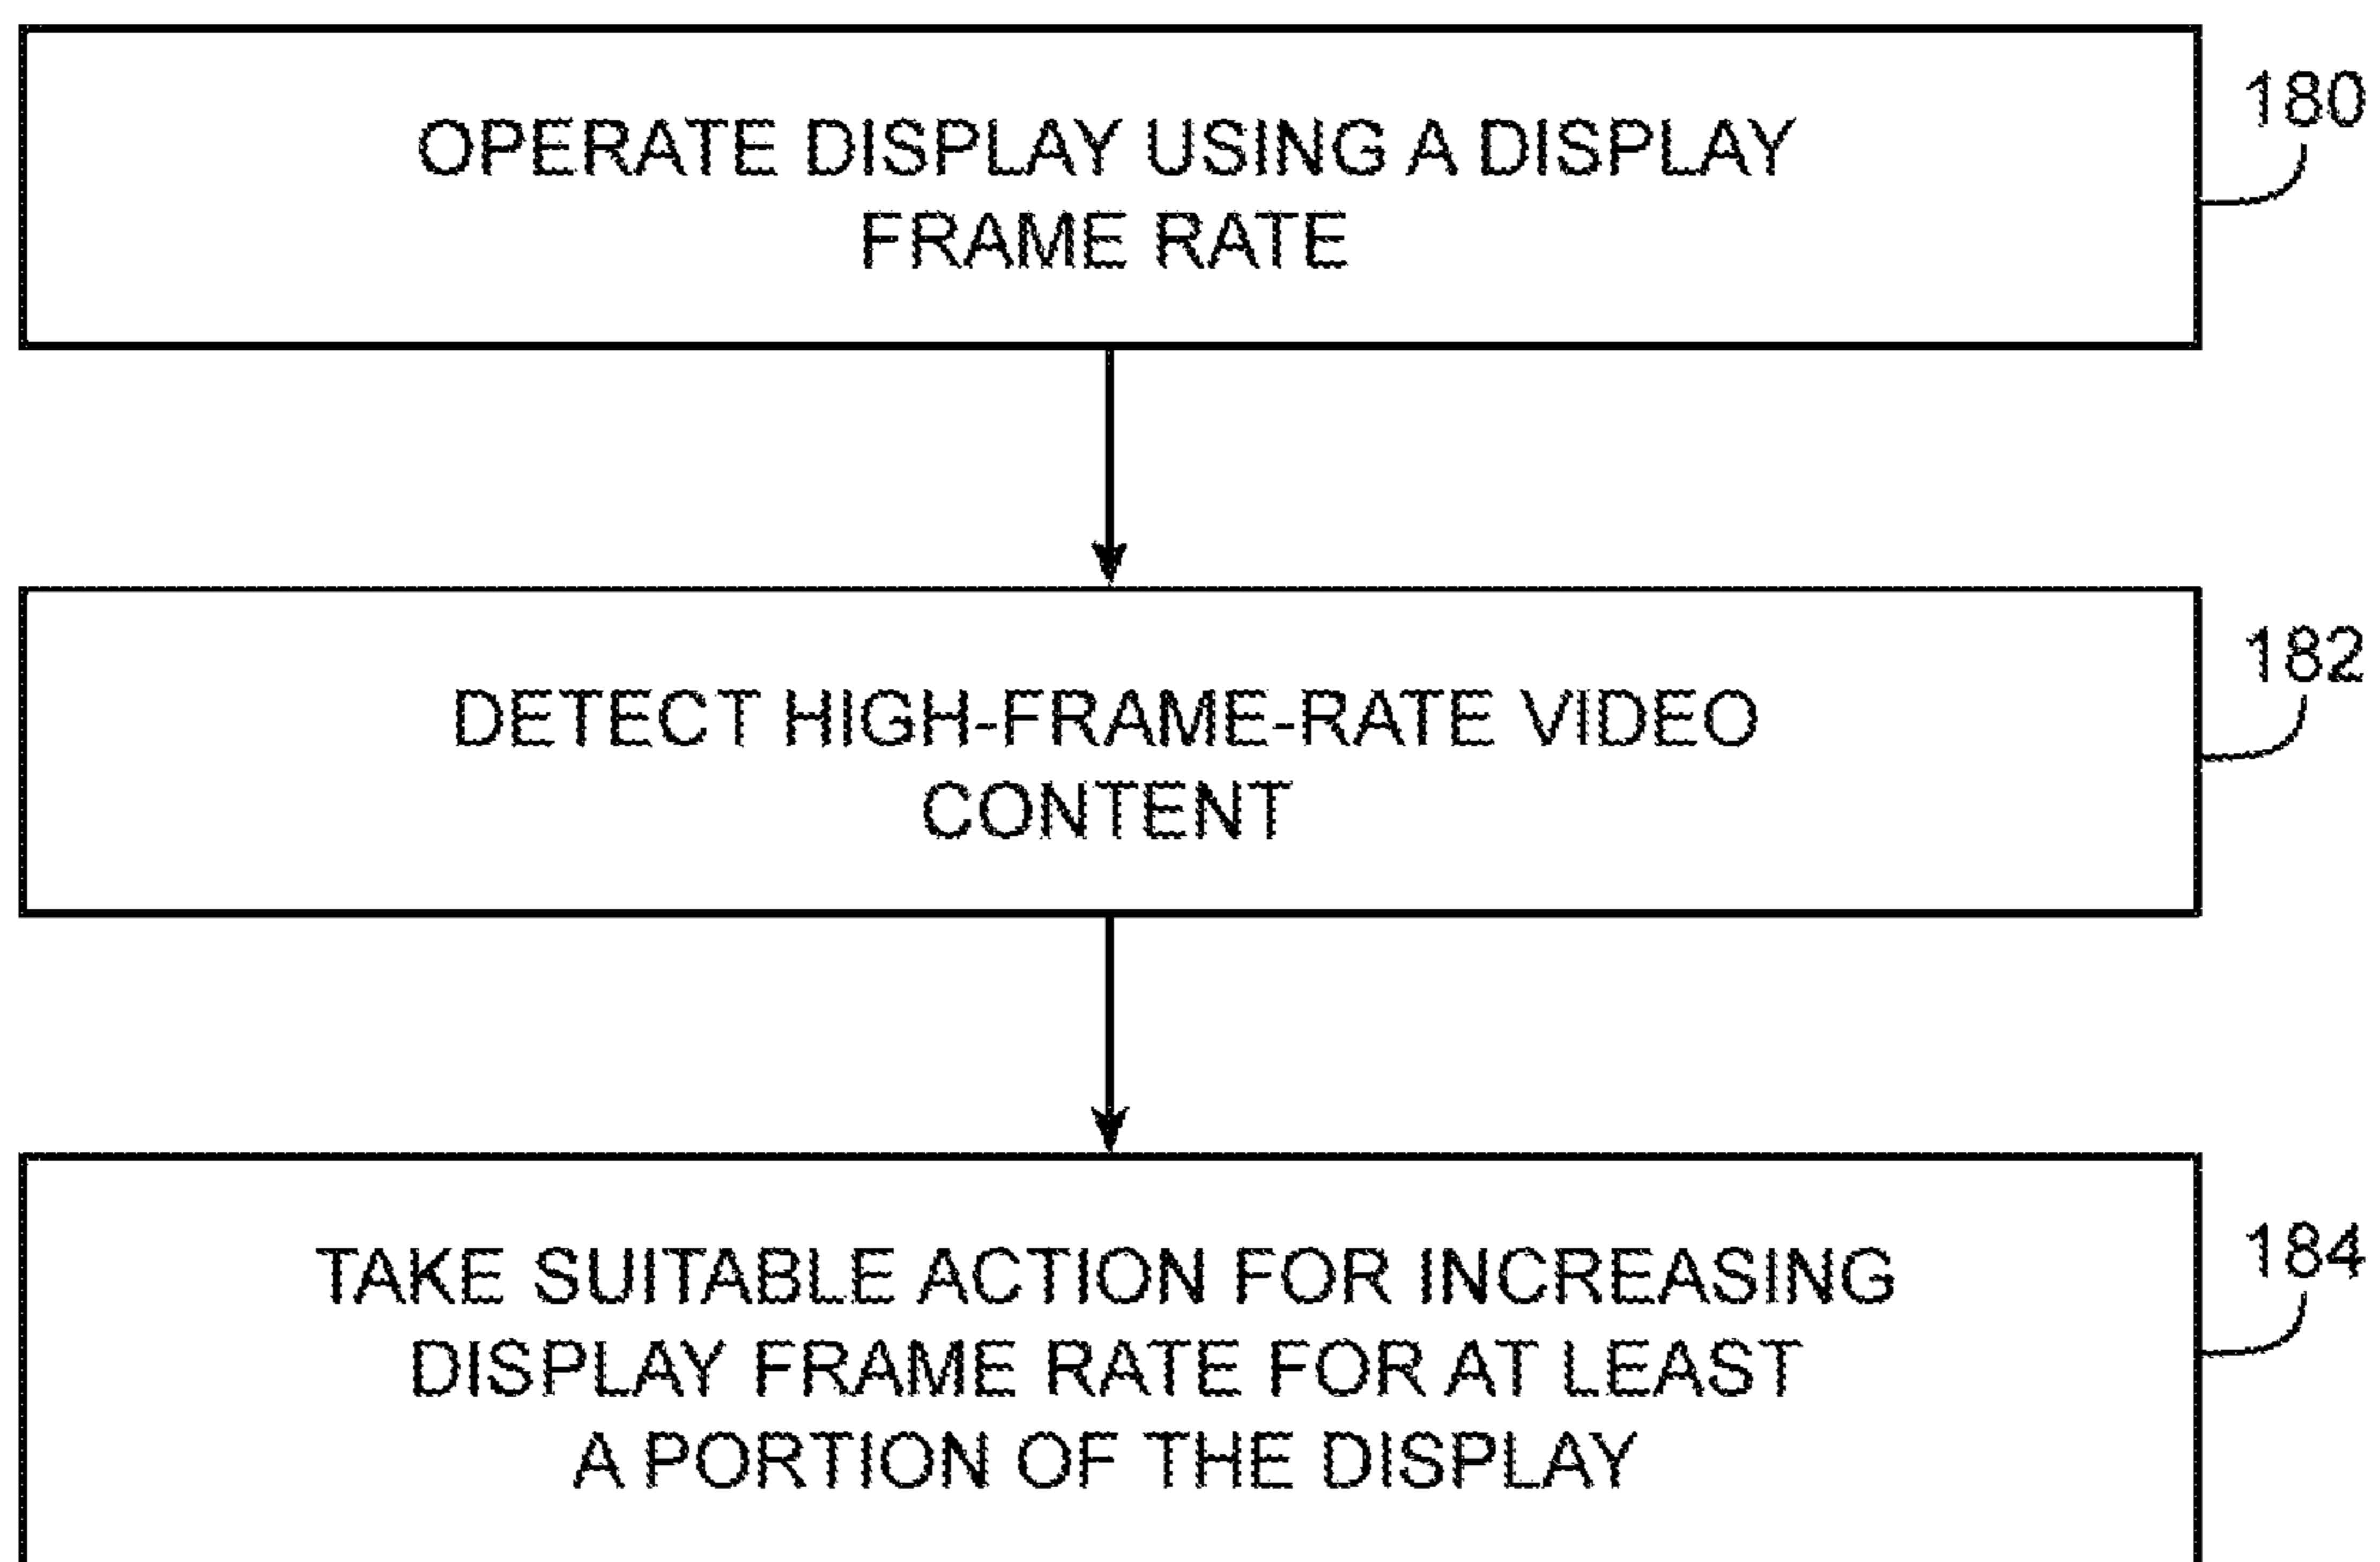 180
OPERATE DISPLAY USING A DISPLAY
FRAME RATE
182
DETECT HIGH-FRAME-RATE VIDEO
CONTENT
184
TAKE SUITABLE ACTION FOR INCREASING
DISPLAY FRAME RATE FOR AT LEAST
A PORTION OF THE DISPLAY